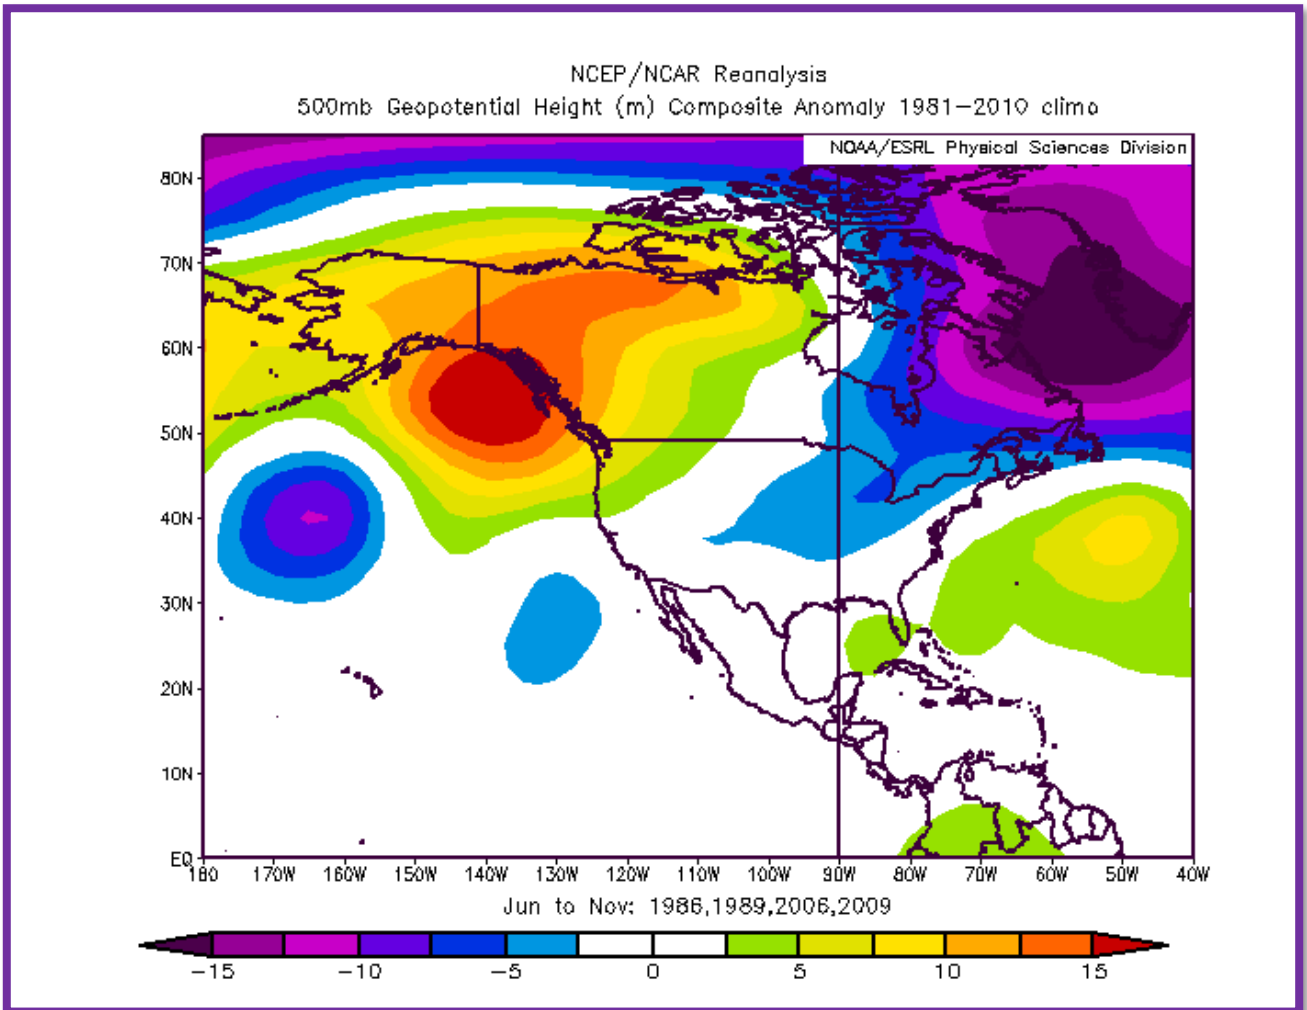 NCEP/NCAR Reanalysis
500mb Geopotential Height (m) Composite Anomaly 1981-2010 climo
NOAA/ESRL Physical Sciences Division
80N
70N
60N
50N
40N
30N
20N
10N
EQ
180 170W 160W 150W 140W 130W 120W 110W 100W 90W 80W 70W 60W 50W 40W
Jun to Nov: 1986,1989,2006,2009
-15 -10 -5 0 5 10 15